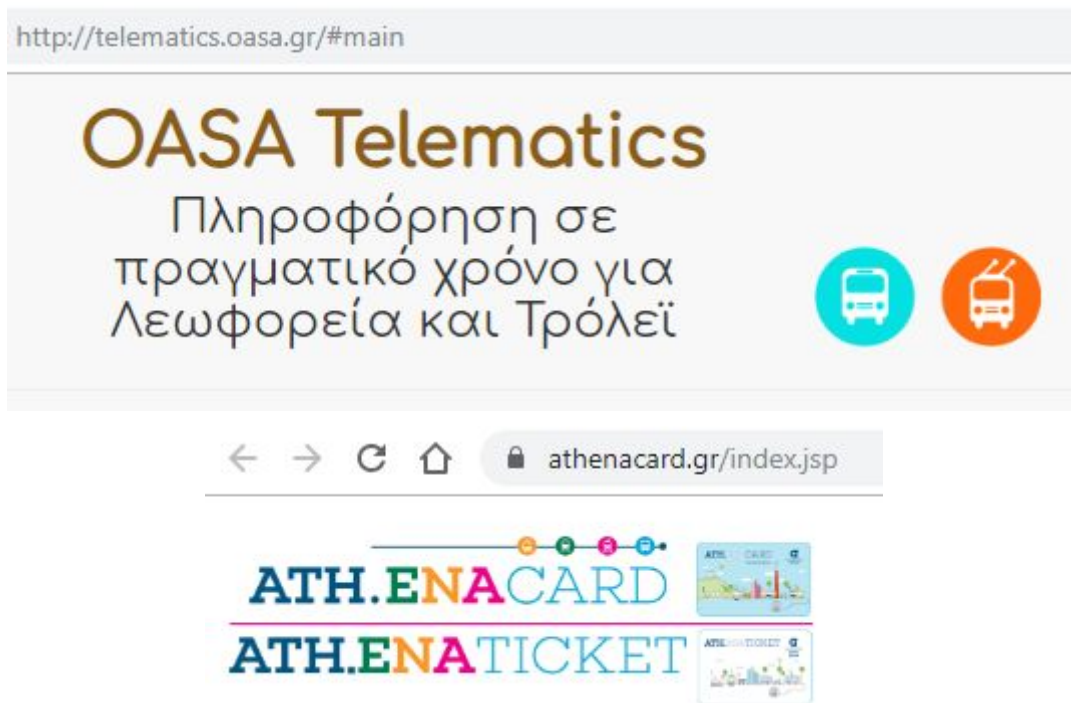 http://telematics.oasa.gr/#main
OASA Telematics
Πληροφόρηση σε
πραγματικό χρόνο για
Λεωφορεία και Τρόλεϊ
athenacard.gr/index.jsp
ATH.ENACARD
ATH.ENATICKET